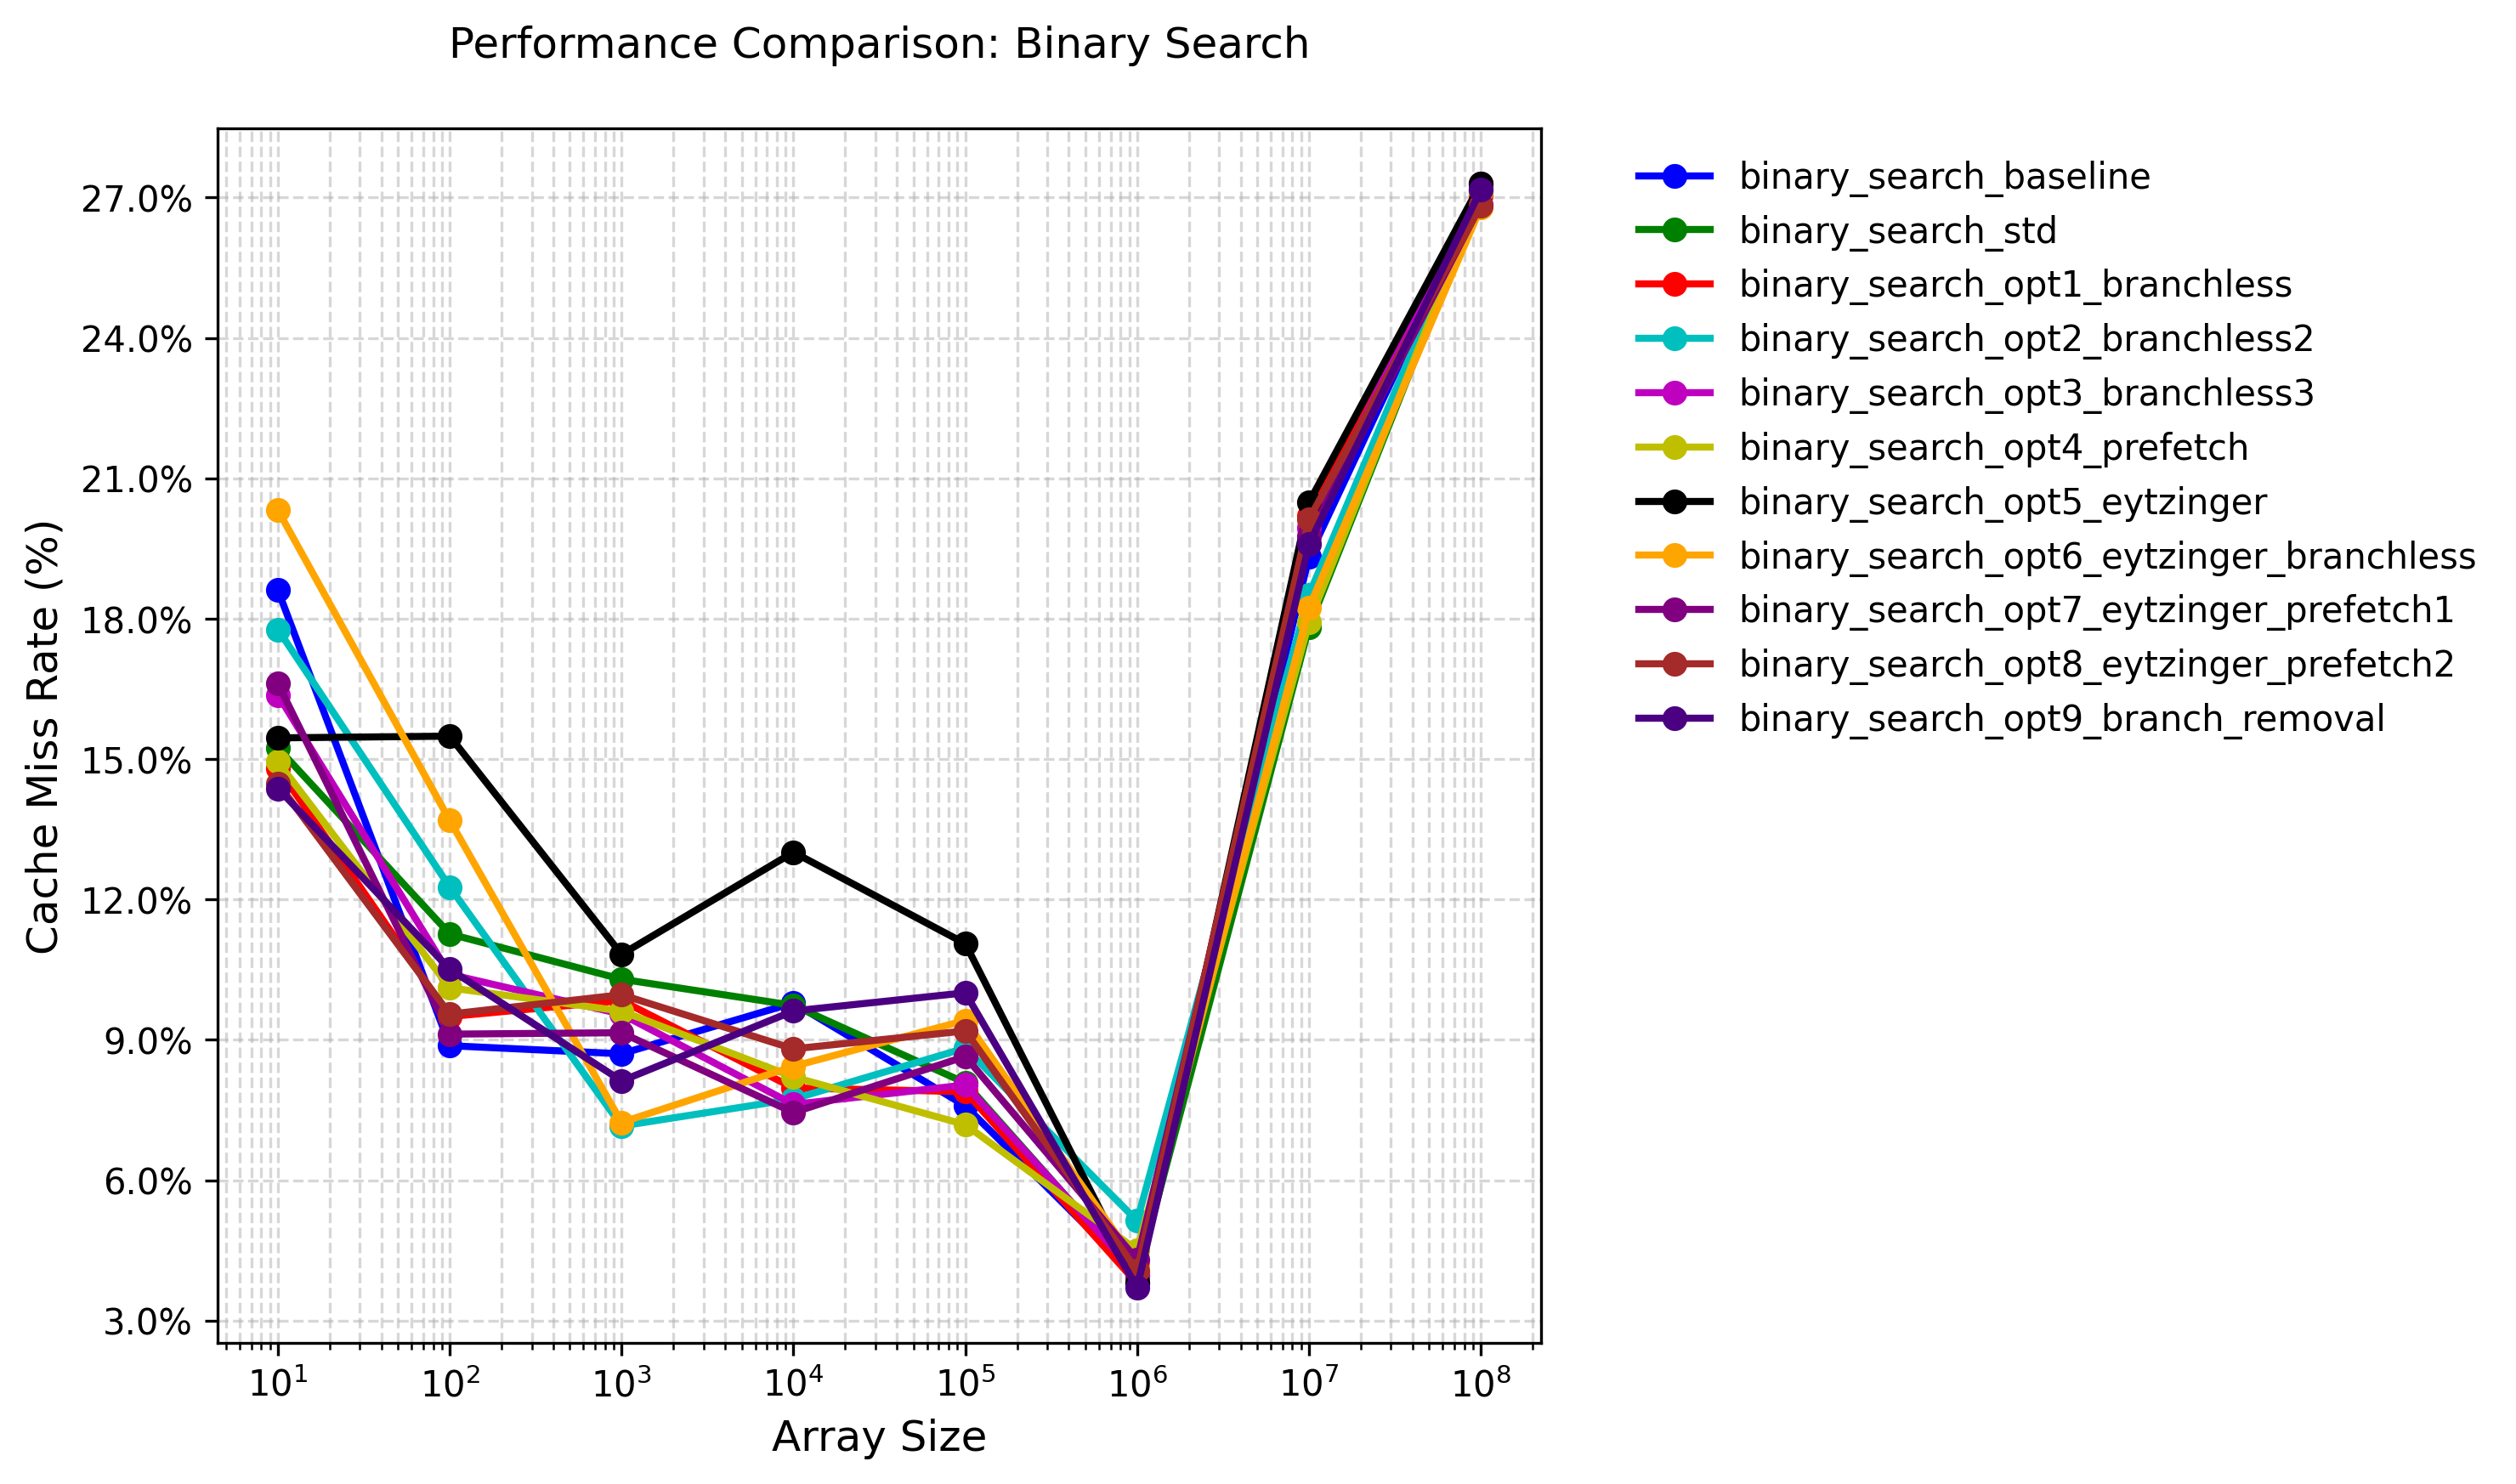 Performance Comparison: Binary Search
27.0%
24.0%
21.0%
18.0%
15.0%
12.0%
9.0%
6.0%
3.0%
Cache Miss Rate (%)
10¹ 10² 10³ 10⁴ 10⁵ 10⁶ 10⁷ 10⁸
Array Size
binary_search_baseline
binary_search_std
binary_search_opt1_branchless
binary_search_opt2_branchless2
binary_search_opt3_branchless3
binary_search_opt4_prefetch
binary_search_opt5_eytzinger
binary_search_opt6_eytzinger_branchless
binary_search_opt7_eytzinger_prefetch1
binary_search_opt8_eytzinger_prefetch2
binary_search_opt9_branch_removal